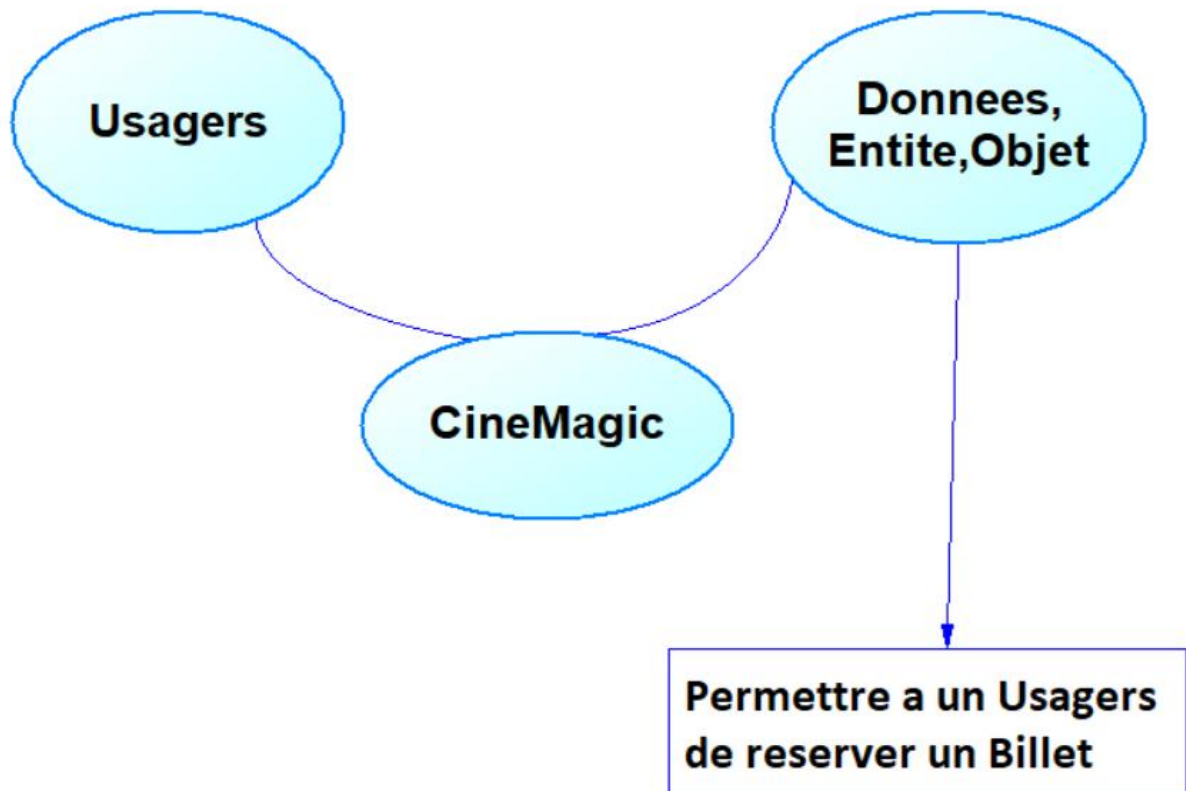 Usagers
Donnees,
Entite,Objet
CineMagic
Permettre a un Usagers
de reserver un Billet